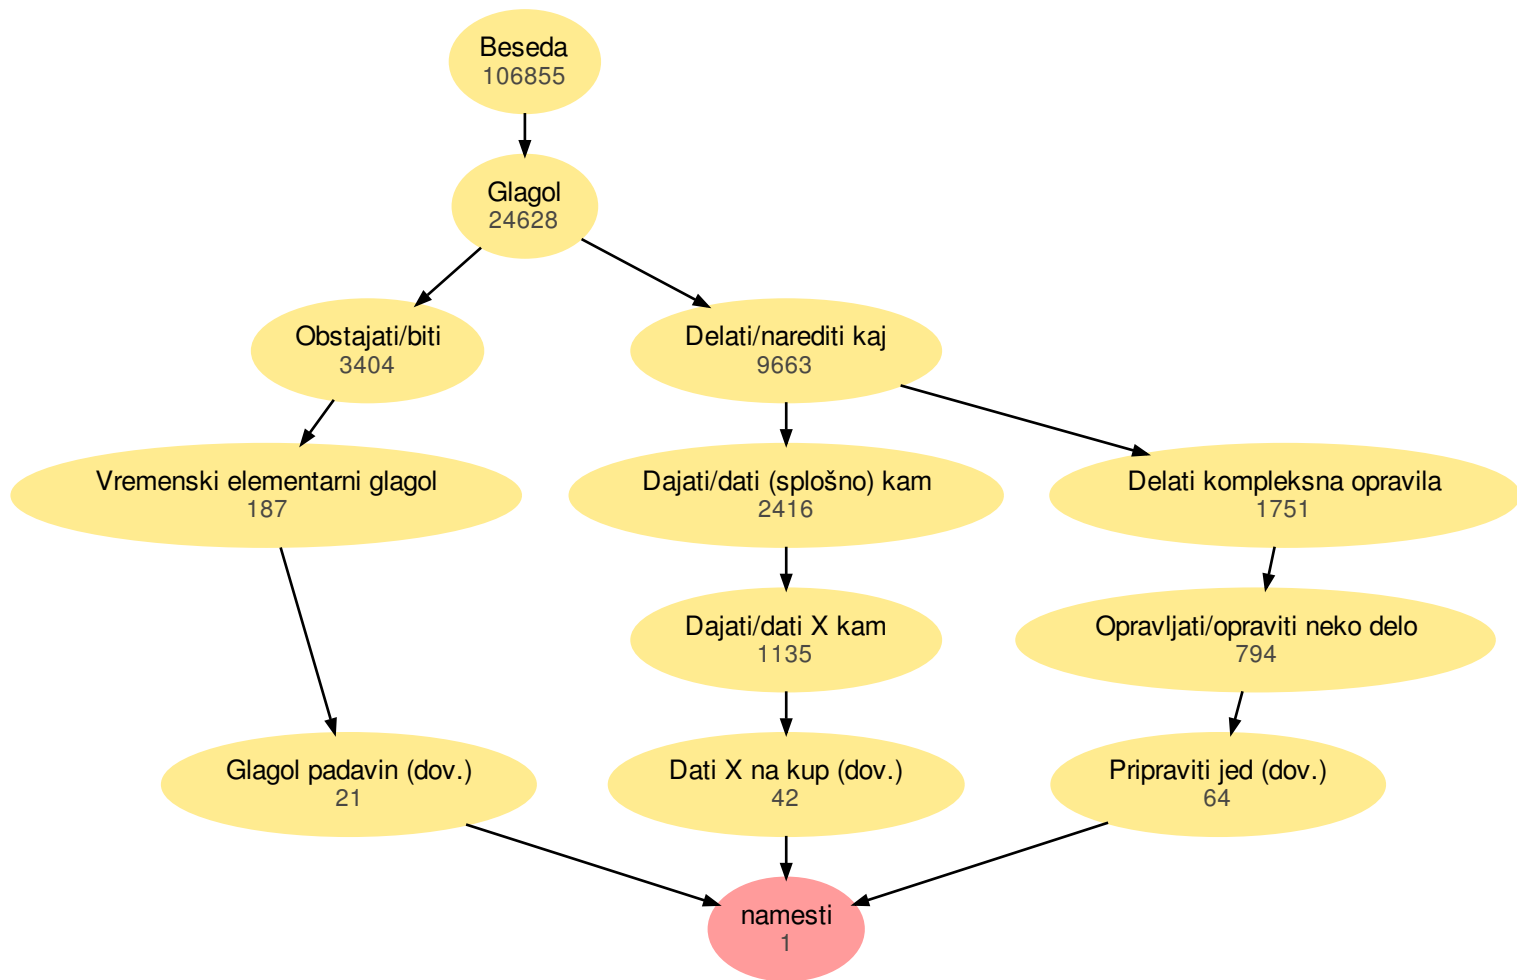 Beseda
106855
Glagol
24628
Obstajati/biti
3404
Delati/narediti kaj
9663
Vremenski elementarni glagol
187
Dajati/dati (splošno) kam
2416
Delati kompleksna opravila
1751
Dajati/dati X kam
1135
Opravljati/opraviti neko delo
794
Glagol padavin (dov.)
21
Dati X na kup (dov.)
42
Pripraviti jed (dov.)
64
namesti
1